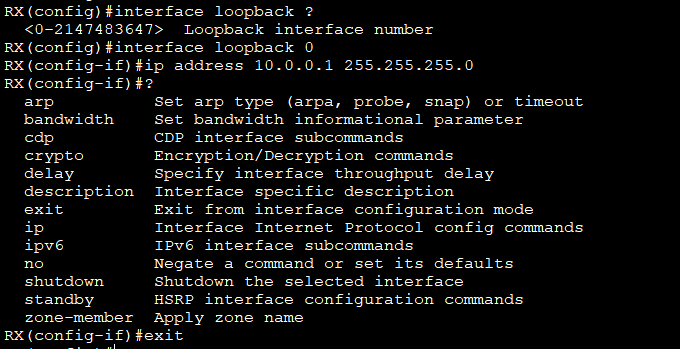 RX(config)#interface loopback ?
<0-2147483647> Loopback interface number
RX(config)#interface loopback 0
RX(config-if)#ip address 10.0.0.1 255.255.255.0
RX(config-if)#?
arp Set arp type (arpa, probe, snap) or timeout
bandwidth Set bandwidth informational parameter
cdp CDP interface subcommands
crypto Encryption/Decryption commands
delay Specify interface throughput delay
description Interface specific description
exit Exit from interface configuration mode
ip Interface Internet Protocol config commands
ipv6 IPv6 interface subcommands
no Negate a command or set its defaults
shutdown Shutdown the selected interface
standby HSRP interface configuration commands
zone-member Apply zone name
RX(config-if)#exit